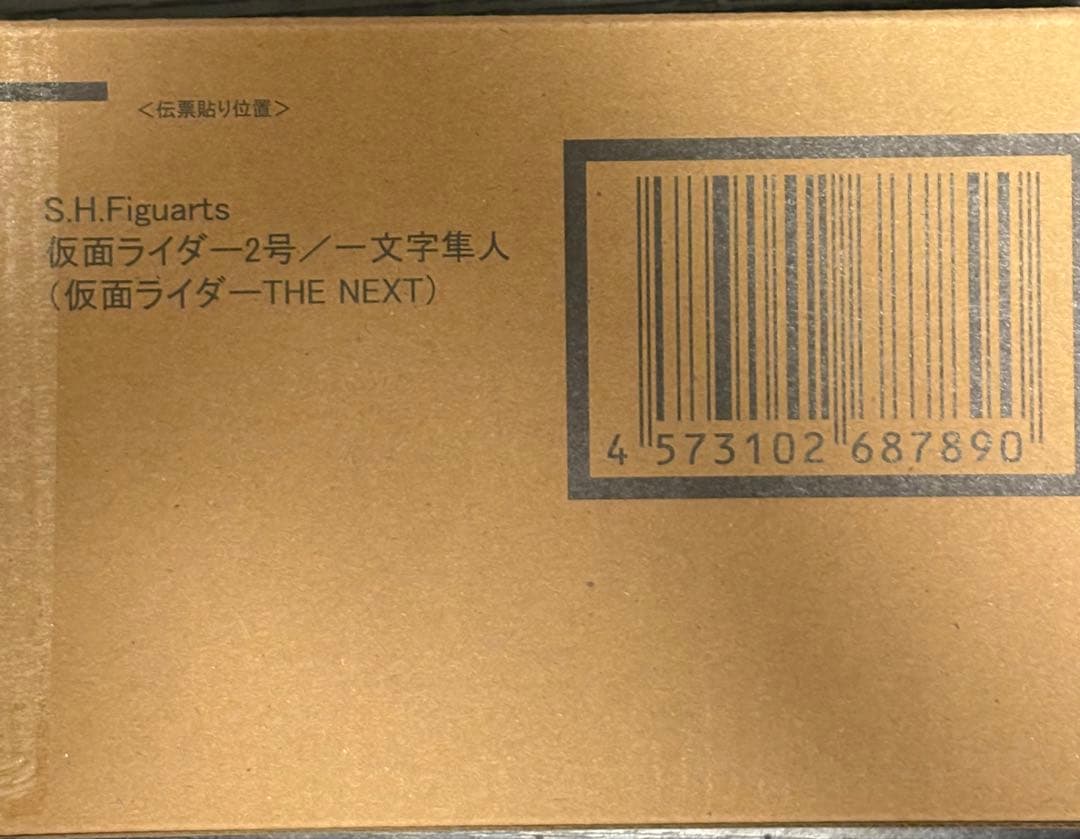 ＜伝票貼り位置＞
S.H.Figuarts
仮面ライダー2号／一文字隼人
（仮面ライダーTHE NEXT）
4 573102 687890